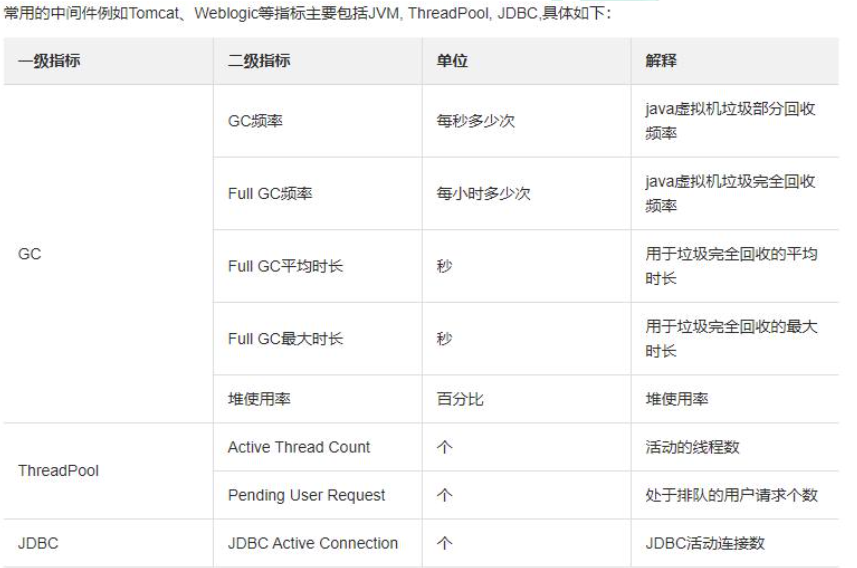 常用的中间件例如Tomcat、Weblogic等指标主要包括JVM, ThreadPool, JDBC,具体如下：
一级指标 二级指标 单位 解释
GC
GC频率 每秒多少次 java虚拟机垃圾部分回收
频率
Full GC频率 每小时多少次 java虚拟机垃圾完全回收
频率
Full GC平均时长 秒 用于垃圾完全回收的平均
时长
Full GC最大时长 秒 用于垃圾完全回收的最大
时长
堆使用率 百分比 堆使用率
ThreadPool
Active Thread Count 个 活动的线程数
Pending User Request 个 处于排队的用户请求个数
JDBC JDBC Active Connection 个 JDBC活动连接数